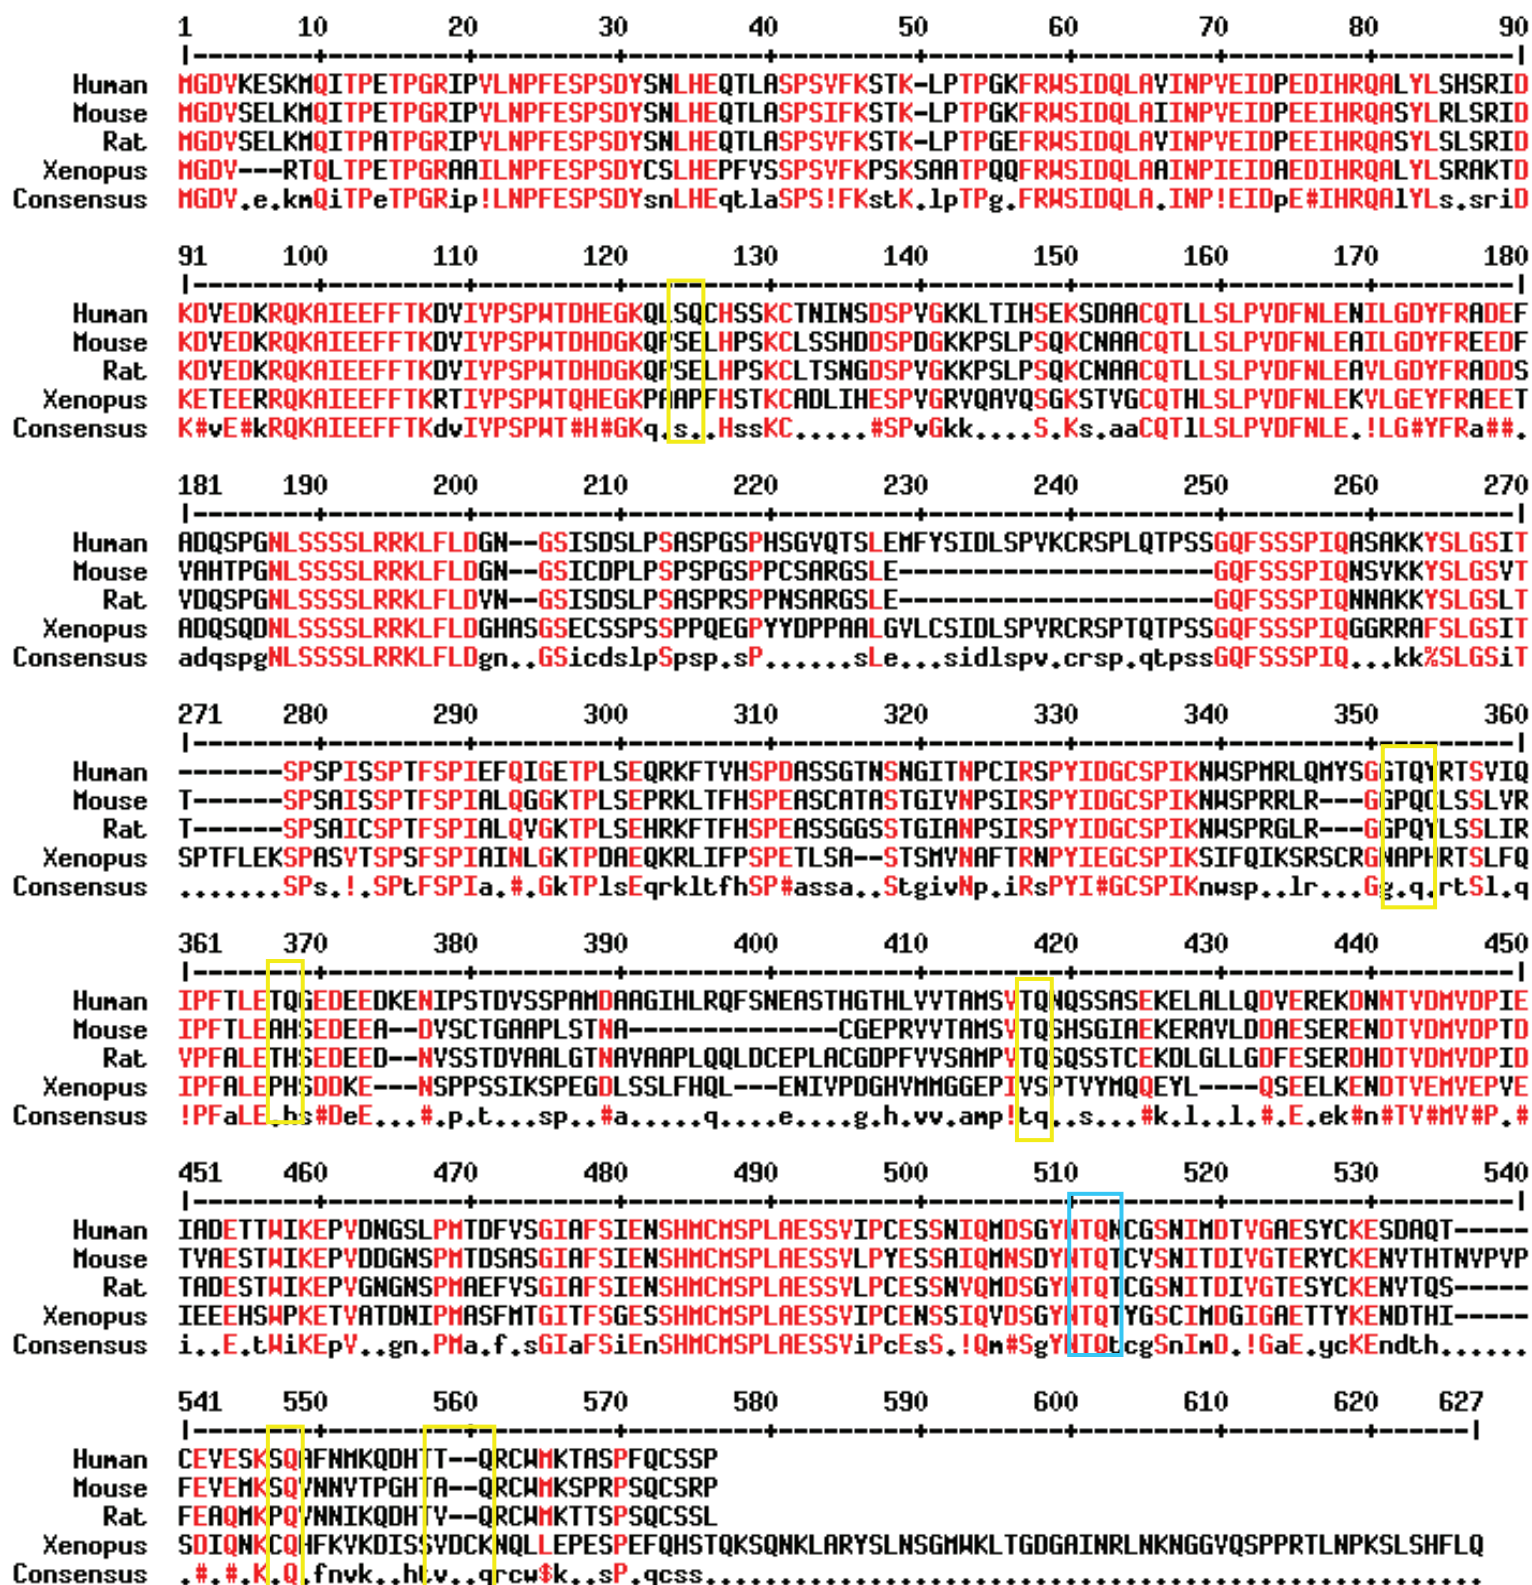 1 10 20 30 40 50 60 70 80 90
|--------+---------+---------+---------+---------+---------+---------+---------+---------|
Human MGDVKESKMQITPETPGRIPVLNPFESPSDYSNLHEQTLASPSVFKSTK-LPTPGKFRWSIDQLAVINPVEIDPEDIHRQALYLSHSRID
Mouse MGDVSELKMQITPETPGRIPVLNPFESPSDYSNLHEQTLASPSIFKSTK-LPTPGKFRWSIDQLAIINPVEIDPEEIHRQASYLRLSRID
Rat MGDVSELKMQITPATPGRIPVLNPFESPSDYSNLHEQTLASPSVFKSTK-LPTPGEFRWSIDQLAVINPVEIDPEEIHRQASYLSLSRID
Xenopus MGDV---RTQLTPETPGRAAILNPFESPSDYCSLHEPFVSSPSVFKPSKSAATPQQFRWSIDQLAAINPIEIDAEDIHRQALYLSRAKTD
Consensus MGDV.e.kmQiTPeTPGRip!LNPFESPSDYsnLHEqtlaSPS!FKstK.lpTPg.FRWSIDQLA.INP!EIDpE#IHRQAlYLs.sriD
91 100 110 120 130 140 150 160 170 180
|--------+---------+---------+---------+---------+---------+---------+---------+---------|
Human KDVEDKRQKAIEEFFTKDVIVPSPWTDHEGKQLSQCHSSKCTNINSDSPVGKKLTIHSEKSDAACQTLLSLPVDFNLENILGDYFRADEF
Mouse KDVEDKRQKAIEEFFTKDVIVPSPWTDHDGKQPSELHPSKCLSSHDDSPDGKKPSLPSQKCNAACQTLLSLPVDFNLEAILGDYFREEDF
Rat KDVEDKRQKAIEEFFTKDVIVPSPWTDHDGKQPSELHPSKCLTSNGDSPVGKKPSLPSQKCNAACQTLLSLPVDFNLEAVLGDYFRADDS
Xenopus KETEERRQKAIEEFFTKRTIVPSPWTQHEGKPAAPFHSTKCADLIHESPVGRVQAVQSGKSTVGCQTHLSLPVDFNLEKVLGEYFRAEET
Consensus K#vE#kRQKAIEEFFTKdvIVPSPWT#H#GKq.s..HssKC.....#SPvGkk....S.Ks.aaCQTlLSLPVDFNLE.!LG#YFRa##.
181 190 200 210 220 230 240 250 260 270
|--------+---------+---------+---------+---------+---------+---------+---------+---------|
Human ADQSPGNLSSSSLRRKLFLDGN--GSISDSLPSASPGSPHSGVQTSLEMFYSIDLSPVKCRSPLQTPSSGQFSSSPIQASAKKYSLGSIT
Mouse VAHTPGNLSSSSLRRKLFLDGN--GSICDPLPSPSPGSPPCSARGSLE---------------------GQFSSSPIQNSVKKYSLGSVT
Rat VDQSPGNLSSSSLRRKLFLDVN--GSISDSLPSASPRSPPNSARGSLE---------------------GQFSSSPIQNNAKKYSLGSLT
Xenopus ADQSQDNLSSSSLRRKLFLDGHASGSECSSPSSPPQEGPYYDPPAALGVLCSIDLSPVRCRSPTQTPSSGQFSSSPIQGGRRAFSLGSIT
Consensus adqspgNLSSSSLRRKLFLDgn..GSicdslpSpsp.sP......sLe...sidlspv.crsp.qtpssGQFSSSPIQ...kk%SLGSiT
271 280 290 300 310 320 330 340 350 360
|--------+---------+---------+---------+---------+---------+---------+---------+---------|
Human -------SPSPISSPTFSPIEFQIGETPLSEQRKFTVHSPDASSGTNSNGITNPCIRSPYIDGCSPIKNWSPMRLQMYSGGTQYRTSVIQ
Mouse T------SPSAISSPTFSPIALQGGKTPLSEPRKLTFHSPEASCATASTGIVNPSIRSPYIDGCSPIKNWSPRRLR---GGPQCLSSLVR
Rat T------SPSAICSPTFSPIALQVGKTPLSEHRKFTFHSPEASSGGSSTGIANPSIRSPYIDGCSPIKNWSPRGLR---GGPQYLSSLIR
Xenopus SPTFLEKSPASVTSPSFSPIAINLGKTPDAEQKRLIFPSPETLSA--STSMVNAFTRNPYIEGCSPIKSIFQIKSRSCRGNAPHRTSLFQ
Consensus .......SPs.!.SPtFSPIa.#.GkTPlsEqrkltfhSP#assa..StgivNp.iRsPYI#GCSPIKnwsp..lr...Gg.q.rtSl.q
361 370 380 390 400 410 420 430 440 450
|--------+---------+---------+---------+---------+---------+---------+---------+---------|
Human IPFTLETQGEDEEDKENIPSTDVSSPAMDAAGIHLRQFSNEASTHGTHLVVTAMSVTQNQSSASEKELALLQDVEREKDNNTVDMVDPIE
Mouse IPFTLEAHSEDEEA--DVSCTGAAPLSTNA--------------CGEPRVVTAMSVTQSHSGIAEKERAVLDDAESERENDTVDMVDPTD
Rat VPFALETHSEDEED--NVSSTDVAALGTNAVAAPLQQLDCEPLACGDPFVVSAMPVTQSQSSTCEKDLGLLGDFESERDHDTVDMVDPID
Xenopus IPFALEPHSDDKE---NSPPSSIKSPEGDLSSLFHQL---ENIVPDGHVMMGGEPIVSPTVYMQQEYL----QSEELKENDTVEMVEPVE
Consensus !PFaLE.hs#DeE...#.p.t...sp..#a.....q....e....g.h.vv.amp!tq..s...#k.l..l.#.E.ek#n#TV#MV#P.#
451 460 470 480 490 500 510 520 530 540
|--------+---------+---------+---------+---------+---------+---------+---------+---------|
Human IADETTWIKEPVDNGSLPMTDFVSGIAFSIENSHMCMSPLAESSVIPCESSNIQMDSGYNTQNCGSNIMDTVGAESYCKESDAQT-----
Mouse TVAESTWIKEPVDDGNSPMTDSASGIAFSIENSHMCMSPLAESSVLPYESSAIQMNSDYNTQTCVSNITDIVGTERYCKENVTHTNVPVP
Rat TADESTWIKEPVGNGNSPMAEFVSGIAFSIENSHMCMSPLAESSVLPCESSNVQMDSGYNTQTCGSNITDIVGTESYCKENVTQS-----
Xenopus IEEEHSWPKETVATDNIPMASFMTGITFSGESSHMCMSPLAESSVIPCENSSIQVDSGYNTQTYGSCIMDGIGAETTYKENDTHI-----
Consensus i..E.tWiKEpV..gn.PMa.f.sGIaFSiEnSHMCMSPLAESSViPcEsS.!Qm#SgYNTQtcgSnImD.!GaE.ycKEndth......
541 550 560 570 580 590 600 610 620 627
|--------+---------+---------+---------+---------+---------+---------+---------+------|
Human CEVESKSQAFNMKQDHTT--QRCWMKTASPFQCSSP
Mouse FEVEMKSQVNNVTPGHTA--QRCWMKSPRPSQCSRP
Rat FEAQMKPQVNNIKQDHTV--QRCWMKTTSPSQCSSL
Xenopus SDIQNKCQHFKVKDISSVDCKNQLLEPESPEFQHSTQKSQNKLARYSLNSGMWKLTGDGAINRLNKNGGVQSPPRTLNPKSLSHFLQ
Consensus .#.#.K.Q.fnvk..htv..qrcw$k..sP.qcss...................................................